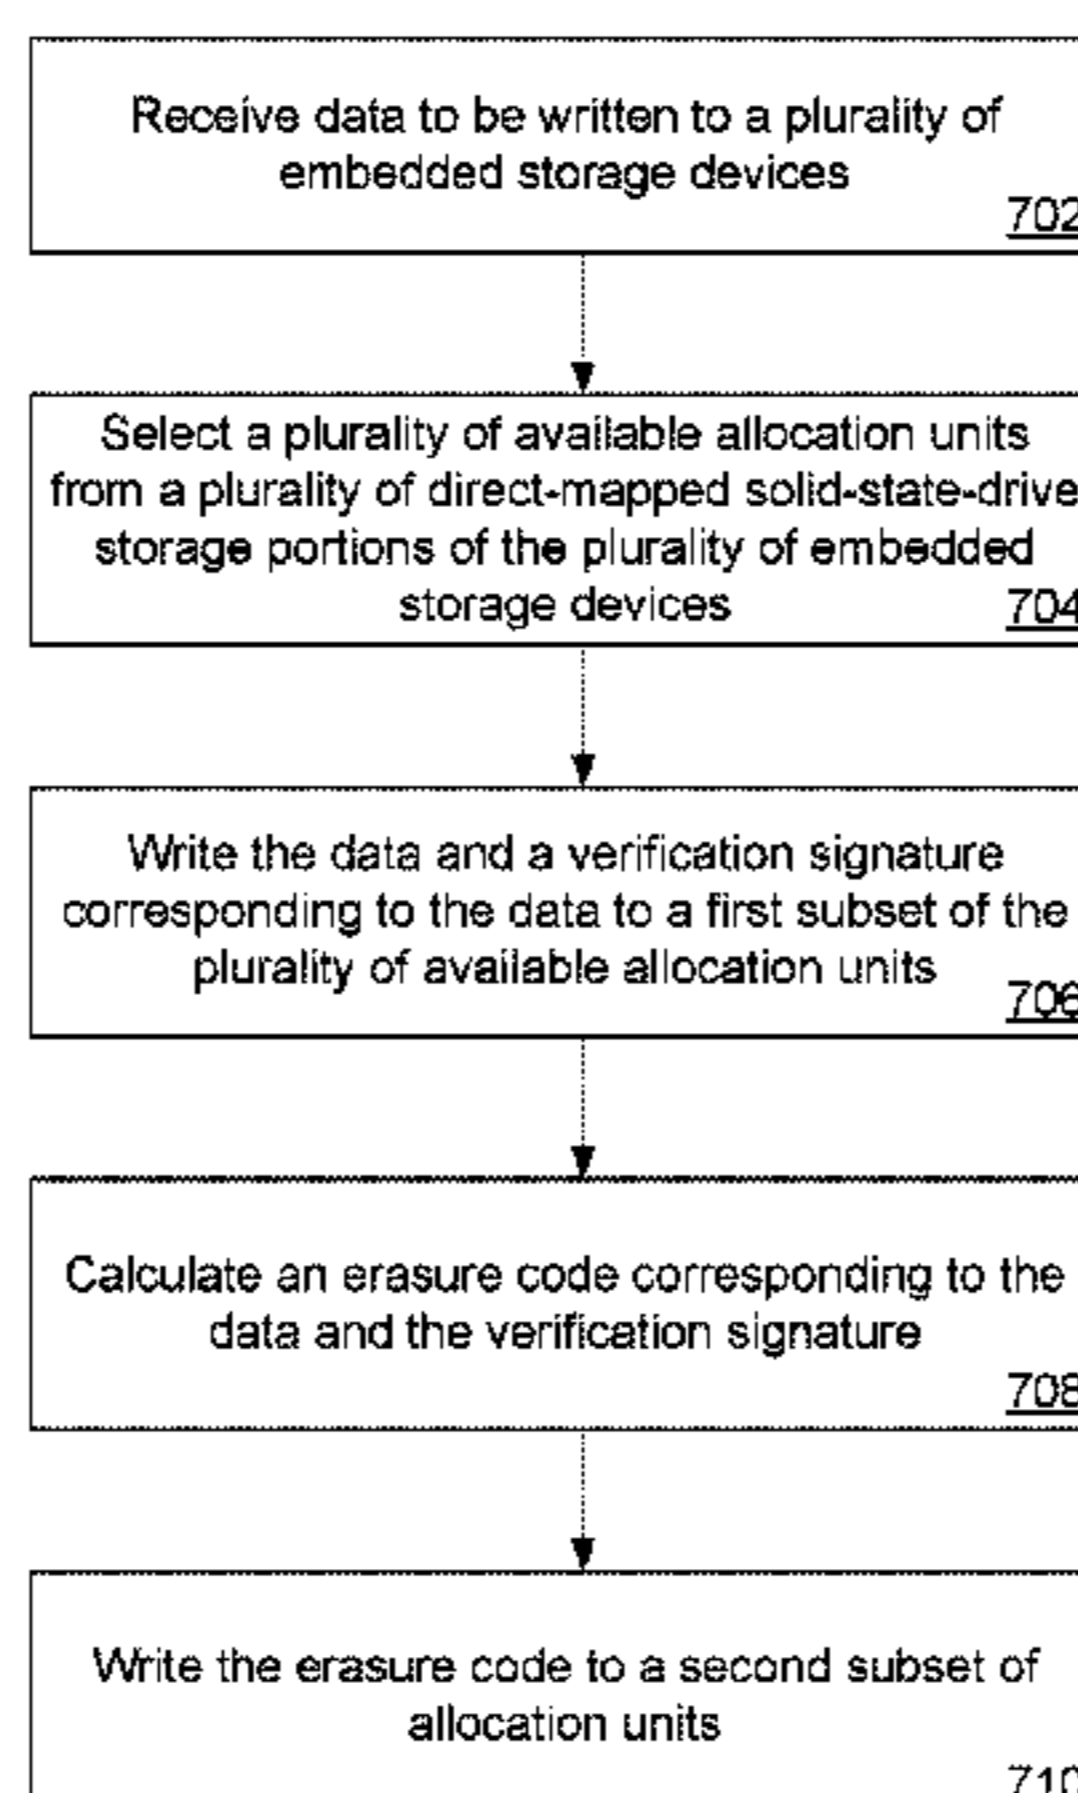 Receive data to be written to a plurality of
embedded storage devices
702
Select a plurality of available allocation units
from a plurality of direct-mapped solid-state-drive
storage portions of the plurality of embedded
storage devices
704
Write the data and a verification signature
corresponding to the data to a first subset of the
plurality of available allocation units
706
Calculate an erasure code corresponding to the
data and the verification signature
708
Write the erasure code to a second subset of
allocation units
710